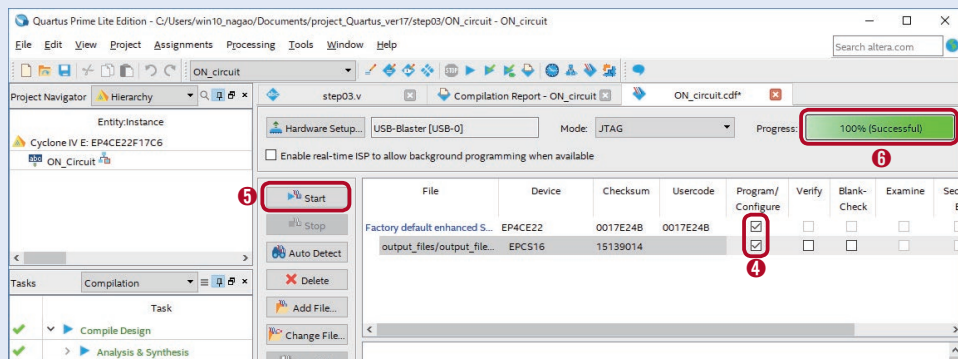 Quartus Prime Lite Edition - C:/Users/win10_nagao/Documents/project_Quartus_ver17/step03/ON_circuit - ON_circuit
File Edit View Project Assignments Processing Tools Window Help
Search altera.com
ON_circuit
Project Navigator Hierarchy
step03.v
Compilation Report - ON_circuit
ON_circuit.cdf*
Entity:Instance
Cyclone IV E: EP4CE22F17C6
ON_Circuit
Hardware Setup... USB-Blaster [USB-0] Mode: JTAG Progress: 100% (Successful)
❻
Enable real-time ISP to allow background programming when available
❺
Start
Stop
Auto Detect
Delete
Add File...
Change File...
File Device Checksum Usercode Program/ Verify Blank- Examine
Configure Check
Factory default enhanced S... EP4CE22 0017E24B 0017E24B
output_files/output_file... EPCS16 15139014
❹
Tasks Compilation
Task
Compile Design
Analysis & Synthesis